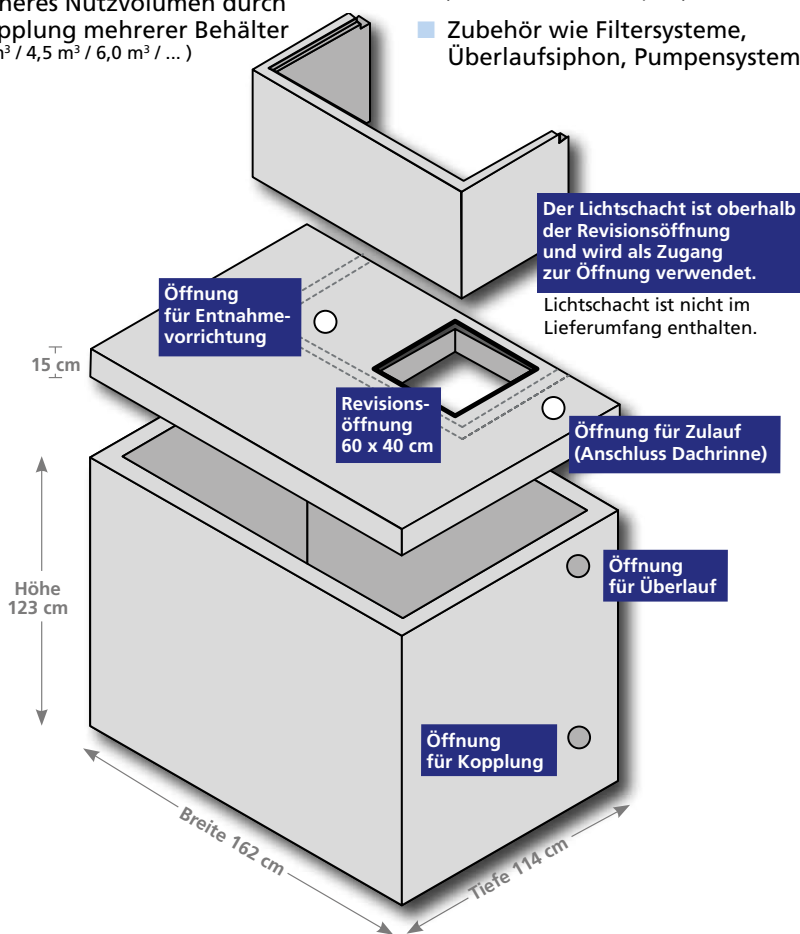 heres Nutzvolumen durch
pplung mehrerer Behälter
m³ / 4,5 m³ / 6,0 m³ / ... )
Zubehör wie Filtersysteme,
Überlaufsiphon, Pumpensystem
Der Lichtschacht ist oberhalb
der Revisionsöffnung
und wird als Zugang
zur Öffnung verwendet.
Lichtschacht ist nicht im
Lieferumfang enthalten.
Öffnung
für Entnahme-
vorrichtung
15 cm
Revisions-
öffnung
60 x 40 cm
Öffnung für Zulauf
(Anschluss Dachrinne)
Höhe
123 cm
Öffnung
für Überlauf
Öffnung
für Kopplung
Breite 162 cm
Tiefe 114 cm